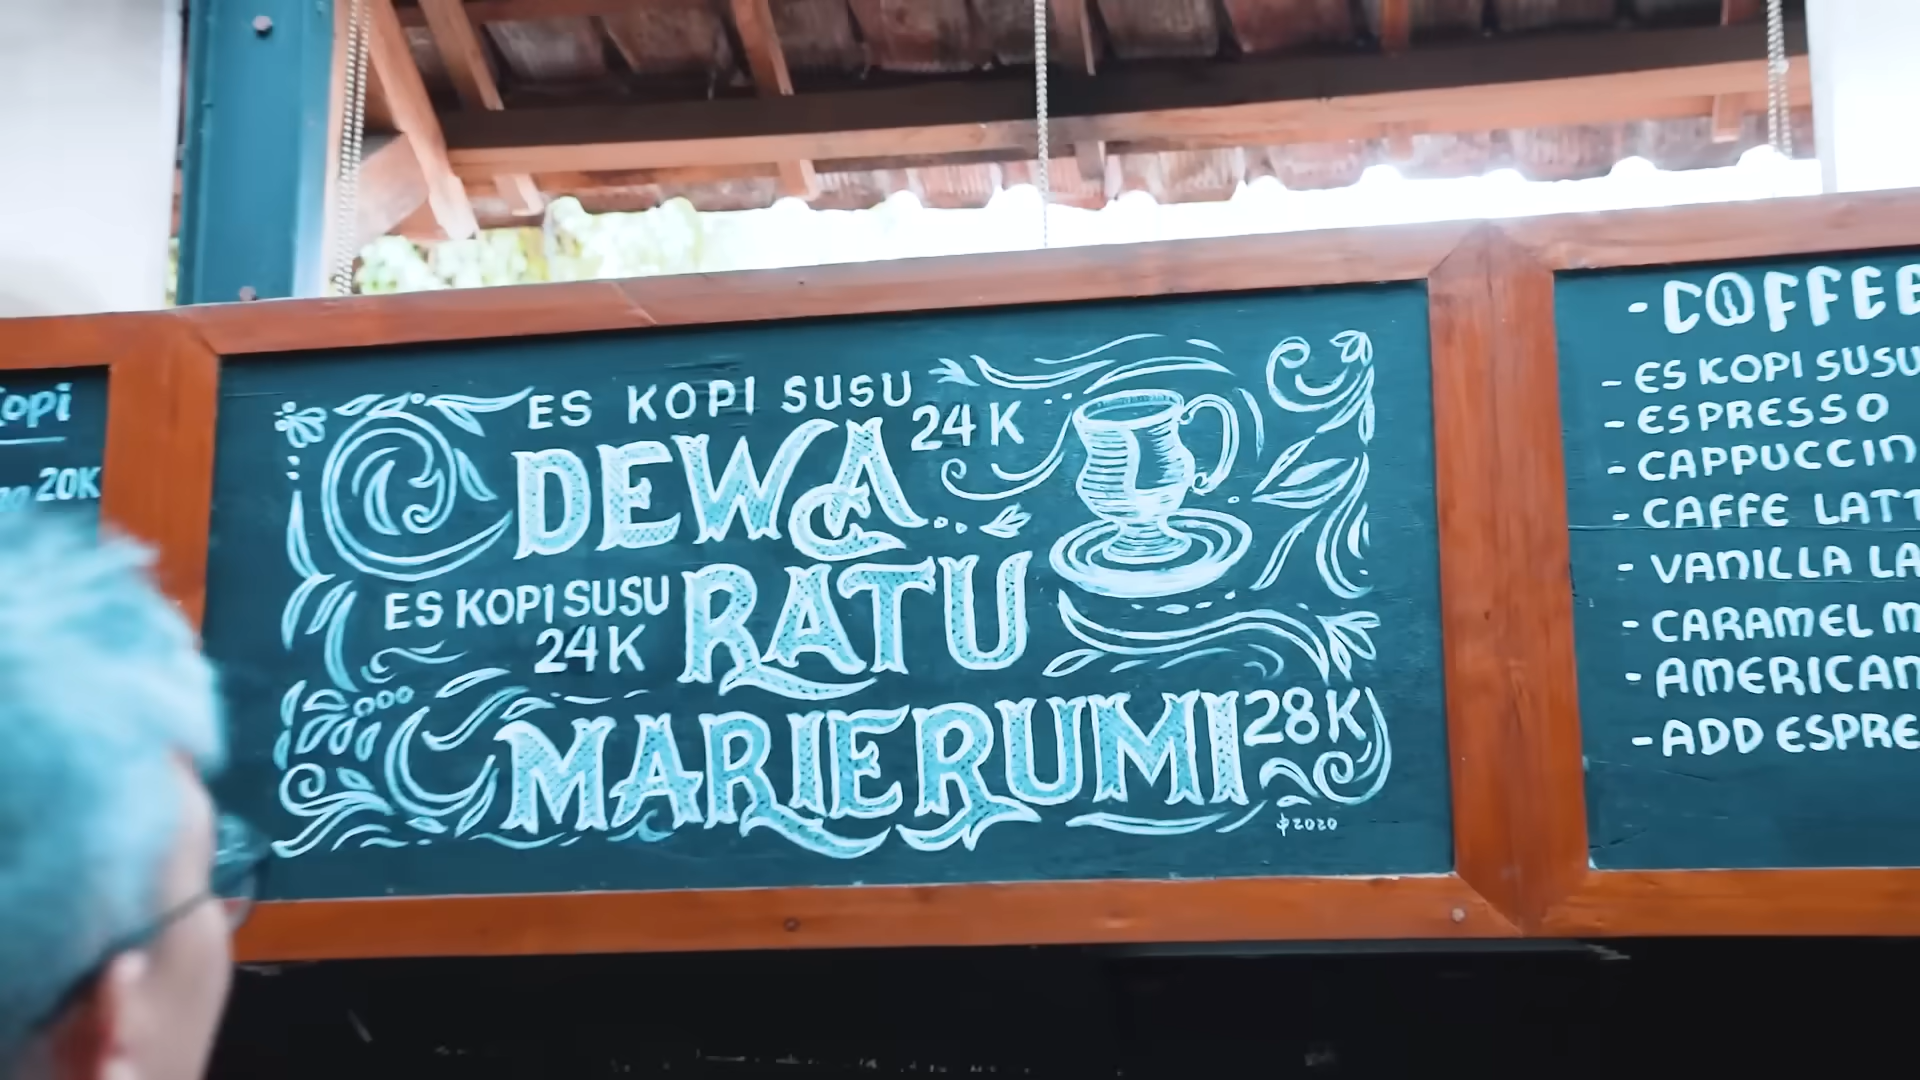 opi
20K
ES KOPI SUSU
DEWA 24K
ES KOPI SUSU
24K
RATU
MARIERUMI 28K
2020
- COFFEE
- ES KOPI SUSU
- ESPRESSO
- CAPPUCCIN
- CAFFE LATT
- VANILLA LA
- CARAMEL M
- AMERICAN
- ADD ESPRE